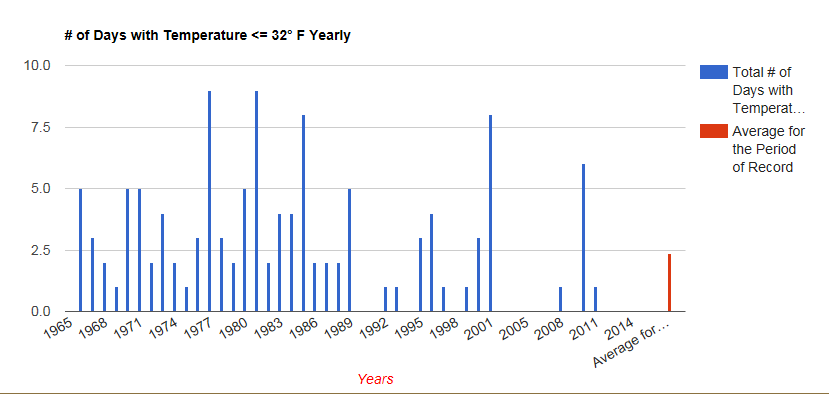 # of Days with Temperature <= 32° F Yearly
10.0
7.5
5.0
2.5
0.0
1965
1968
1971
1974
1977
1980
1983
1986
1989
1992
1995
1998
2001
2005
2008
2011
2014
Average for...
Years
Total # of
Days with
Temperat...
Average for
the Period
of Record